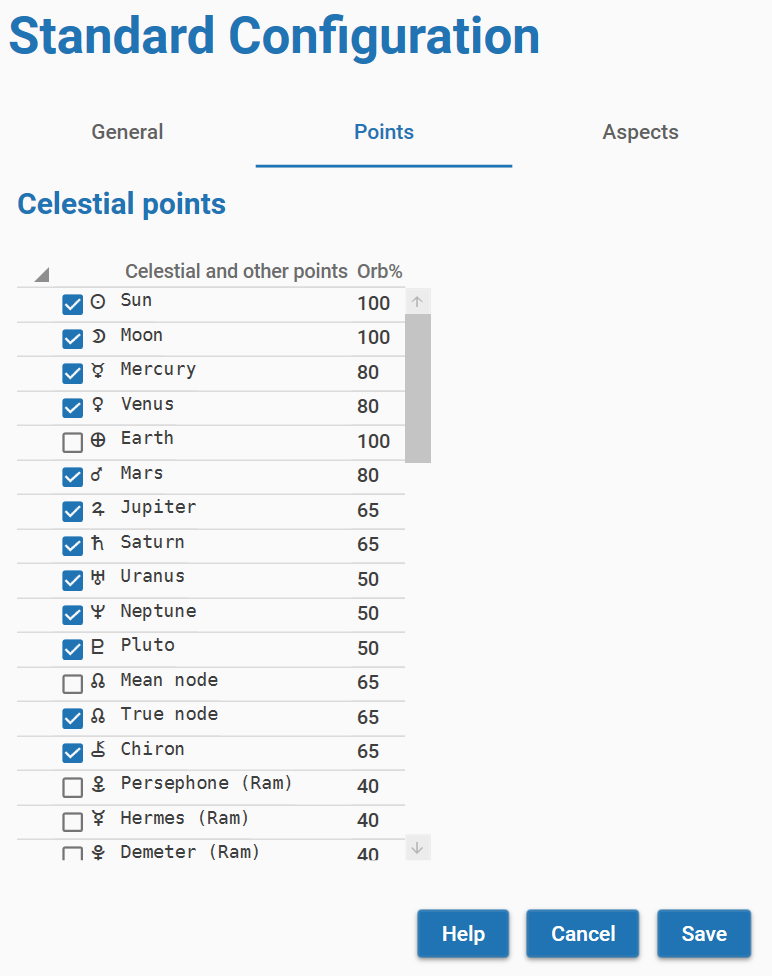 Standard Configuration
General Points Aspects
Celestial points
Celestial and other points Orb%
☉ Sun 100
☽ Moon 100
☿ Mercury 80
♀ Venus 80
⊕ Earth 100
♂ Mars 80
♃ Jupiter 65
♄ Saturn 65
♅ Uranus 50
♆ Neptune 50
♇ Pluto 50
☊ Mean node 65
☊ True node 65
⚷ Chiron 65
Persephone (Ram) 40
Hermes (Ram) 40
Demeter (Ram) 40
Help Cancel Save